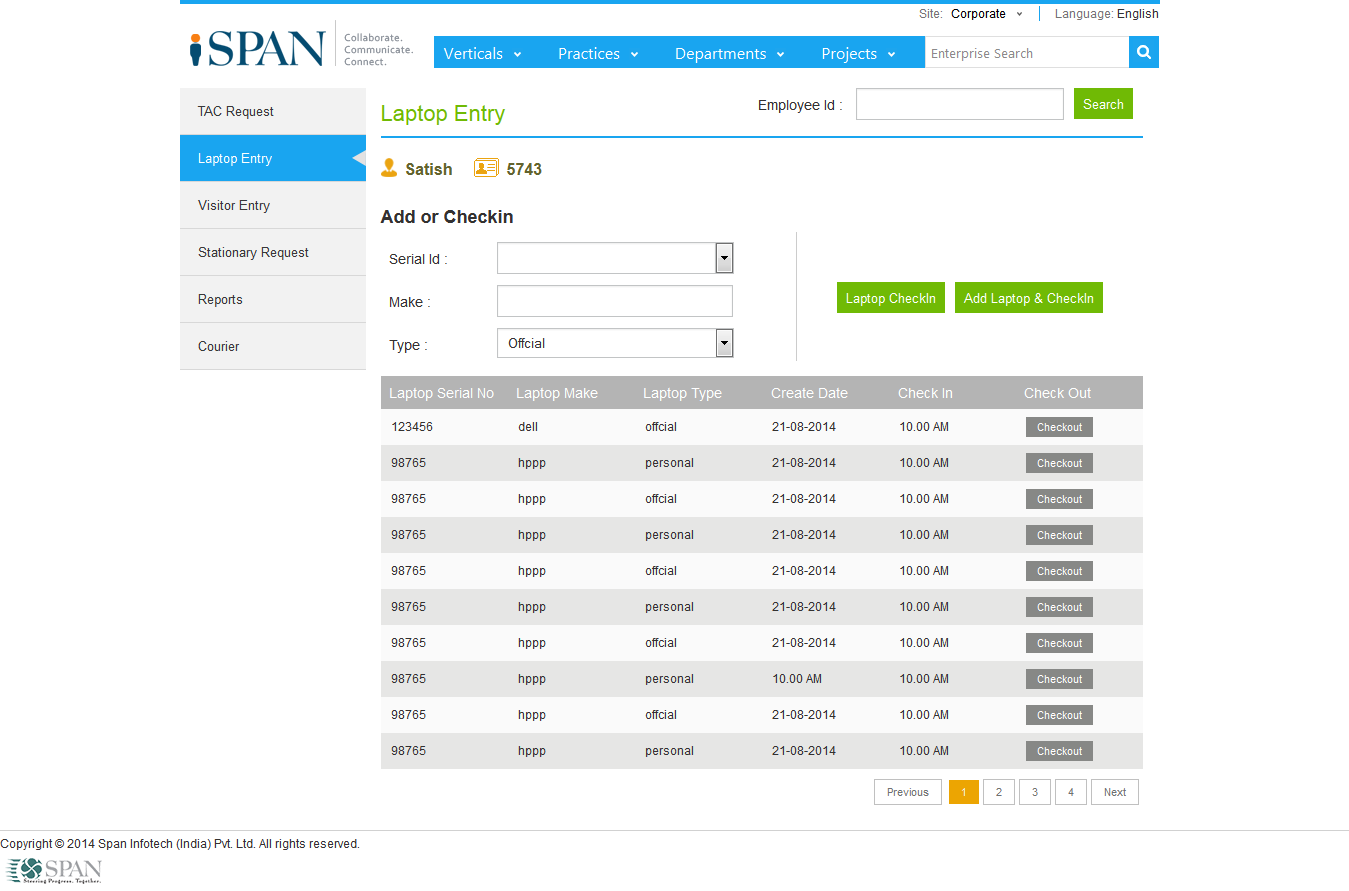 Site: Corporate Language: English
iSPAN
Collaborate.
Communicate.
Connect.
Verticals Practices Departments Projects Enterprise Search
TAC Request
Laptop Entry
Visitor Entry
Stationary Request
Reports
Courier
Laptop Entry Employee Id : Search
Satish 5743
Add or Checkin
Serial Id :
Make :
Type : Offcial
Laptop CheckIn Add Laptop & CheckIn
Laptop Serial No Laptop Make Laptop Type Create Date Check In Check Out
123456 dell offcial 21-08-2014 10.00 AM Checkout
98765 hppp personal 21-08-2014 10.00 AM Checkout
98765 hppp offcial 21-08-2014 10.00 AM Checkout
98765 hppp personal 21-08-2014 10.00 AM Checkout
98765 hppp offcial 21-08-2014 10.00 AM Checkout
98765 hppp personal 21-08-2014 10.00 AM Checkout
98765 hppp offcial 21-08-2014 10.00 AM Checkout
98765 hppp personal 10.00 AM 10.00 AM Checkout
98765 hppp offcial 21-08-2014 10.00 AM Checkout
98765 hppp personal 21-08-2014 10.00 AM Checkout
Previous 1 2 3 4 Next
Copyright © 2014 Span Infotech (India) Pvt. Ltd. All rights reserved.
SPAN
Steering Progress. Together.